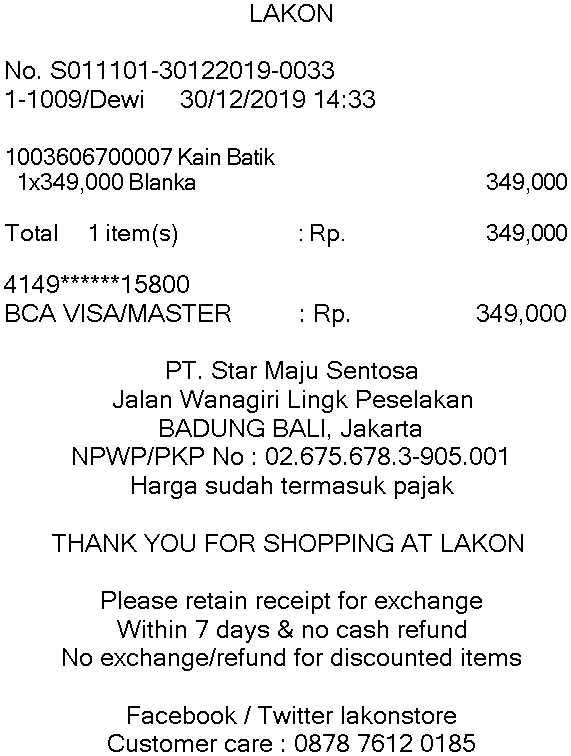 LAKON
No. S011101-30122019-0033
1-1009/Dewi 30/12/2019 14:33
1003606700007 Kain Batik
1x349,000 Blanka 349,000
Total 1 item(s) : Rp. 349,000
4149******15800
BCA VISA/MASTER : Rp. 349,000
PT. Star Maju Sentosa
Jalan Wanagiri Lingk Peselakan
BADUNG BALI, Jakarta
NPWP/PKP No : 02.675.678.3-905.001
Harga sudah termasuk pajak
THANK YOU FOR SHOPPING AT LAKON
Please retain receipt for exchange
Within 7 days & no cash refund
No exchange/refund for discounted items
Facebook / Twitter lakonstore
Customer care : 0878 7612 0185